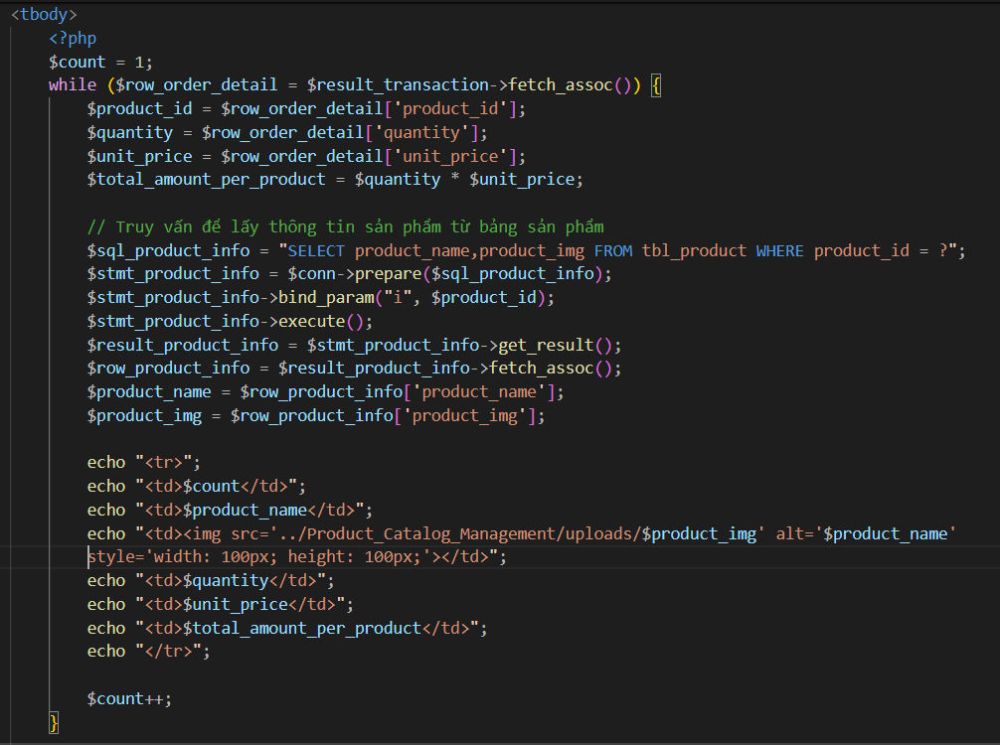 <tbody>
<?php
$count = 1;
while ($row_order_detail = $result_transaction->fetch_assoc()) {
$product_id = $row_order_detail['product_id'];
$quantity = $row_order_detail['quantity'];
$unit_price = $row_order_detail['unit_price'];
$total_amount_per_product = $quantity * $unit_price;
// Truy vấn để lấy thông tin sản phẩm từ bảng sản phẩm
$sql_product_info = "SELECT product_name,product_img FROM tbl_product WHERE product_id = ?";
$stmt_product_info = $conn->prepare($sql_product_info);
$stmt_product_info->bind_param("i", $product_id);
$stmt_product_info->execute();
$result_product_info = $stmt_product_info->get_result();
$row_product_info = $result_product_info->fetch_assoc();
$product_name = $row_product_info['product_name'];
$product_img = $row_product_info['product_img'];
echo "<tr>";
echo "<td>$count</td>";
echo "<td>$product_name</td>";
echo "<td><img src='../Product_Catalog_Management/uploads/$product_img' alt='$product_name'
style='width: 100px; height: 100px;'></td>";
echo "<td>$quantity</td>";
echo "<td>$unit_price</td>";
echo "<td>$total_amount_per_product</td>";
echo "</tr>";
$count++;
}